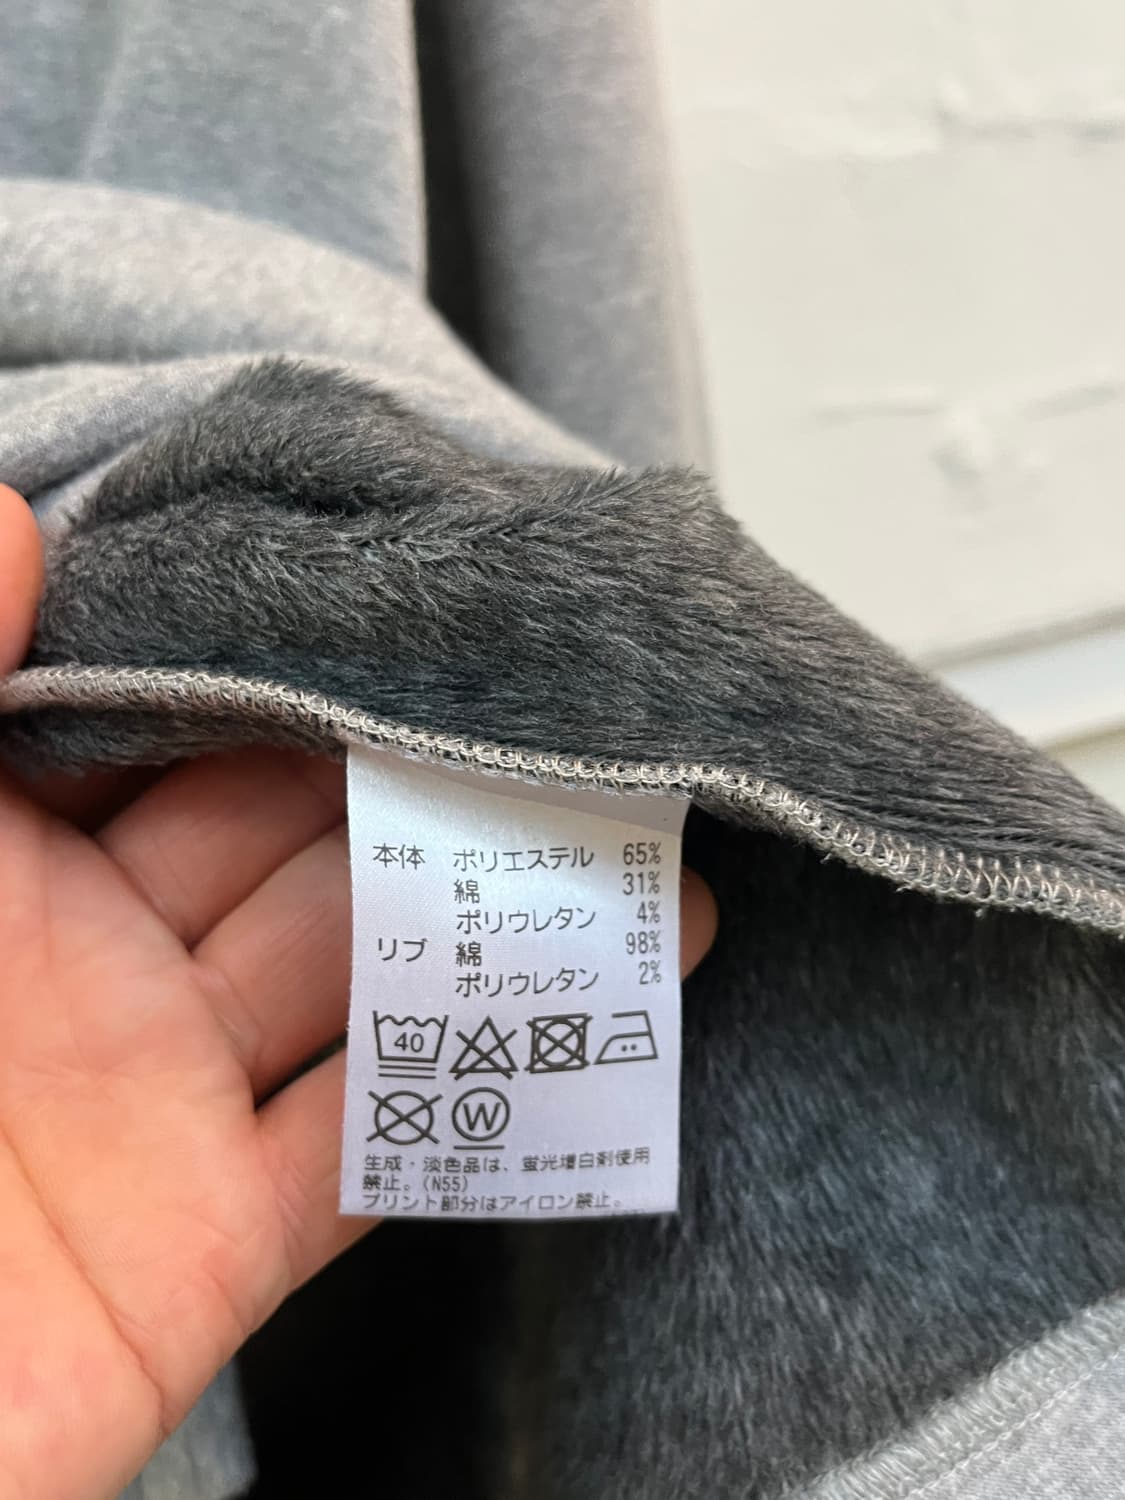 本体 ポリエステル 65%
綿 31%
ポリウレタン 4%
リブ 綿 98%
ポリウレタン 2%
40
W
生成・淡色品は、蛍光増白剤使用
禁止。(N55)
プリント部分はアイロン禁止。